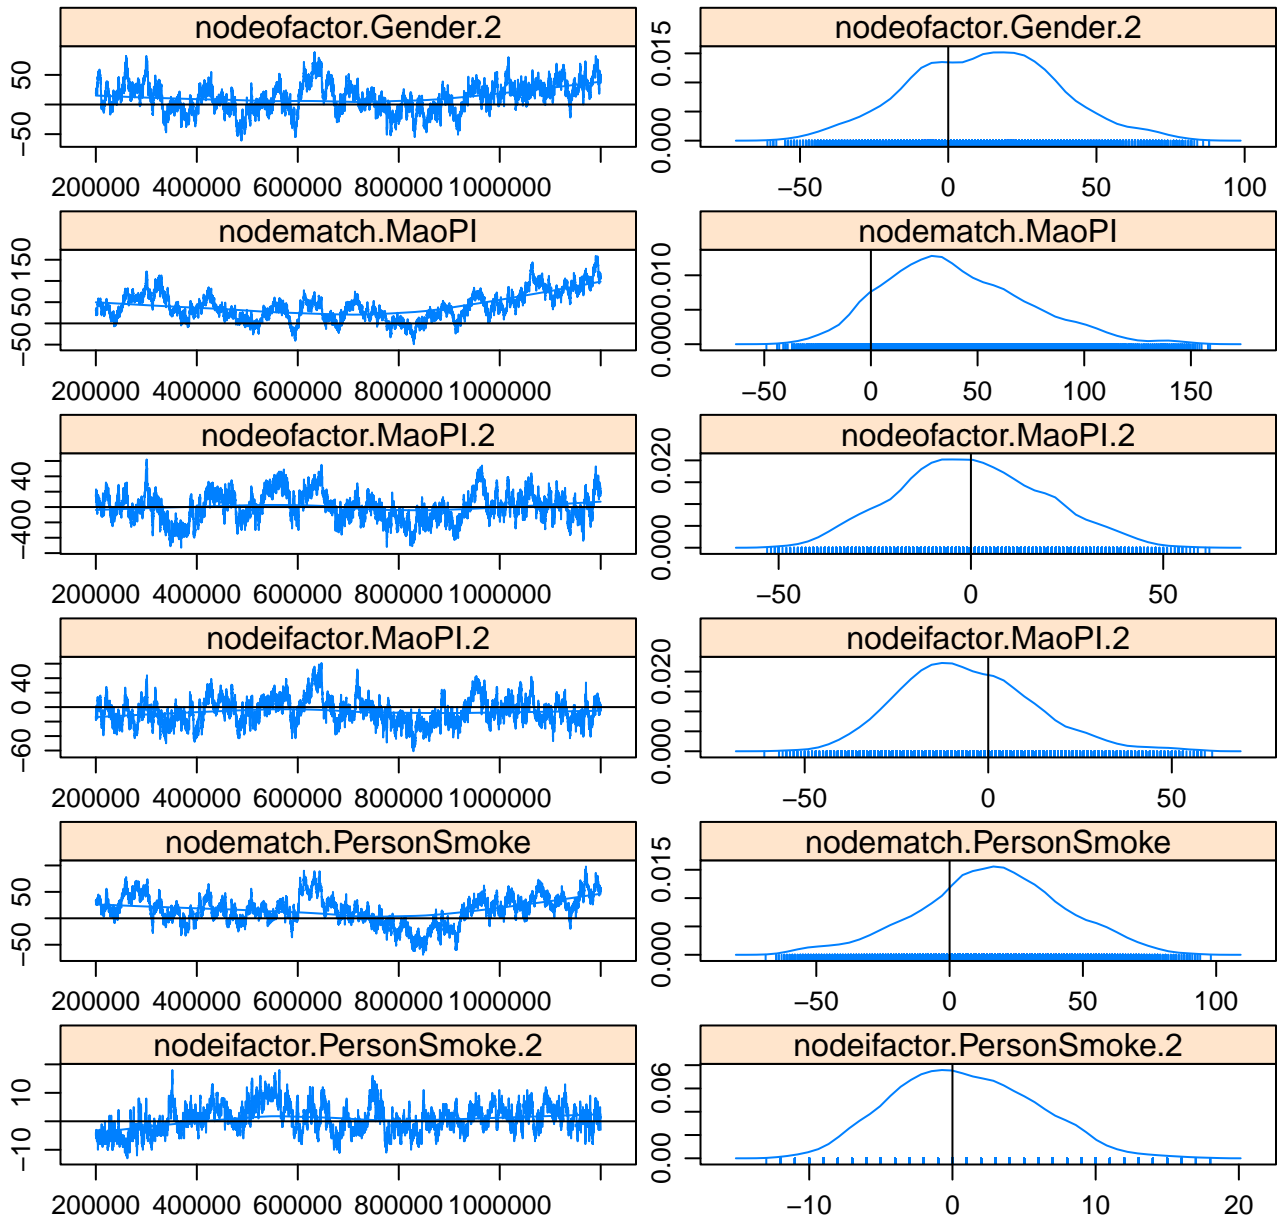 nodeofactor.Gender.2
50
−50
200000 400000 600000 800000 1000000
nodeofactor.Gender.2
0.015
0.000
−50 0 50 100
nodematch.MaoPI
150
50
−50
200000 400000 600000 800000 1000000
nodematch.MaoPI
0.010
0.000
−50 0 50 100 150
nodeofactor.MaoPI.2
40
0
−40
200000 400000 600000 800000 1000000
nodeofactor.MaoPI.2
0.020
0.000
−50 0 50
nodeifactor.MaoPI.2
40
0
−60
200000 400000 600000 800000 1000000
nodeifactor.MaoPI.2
0.020
0.000
−50 0 50
nodematch.PersonSmoke
50
−50
200000 400000 600000 800000 1000000
nodematch.PersonSmoke
0.015
0.000
−50 0 50 100
nodeifactor.PersonSmoke.2
10
−10
200000 400000 600000 800000 1000000
nodeifactor.PersonSmoke.2
0.06
0.00
−10 0 10 20